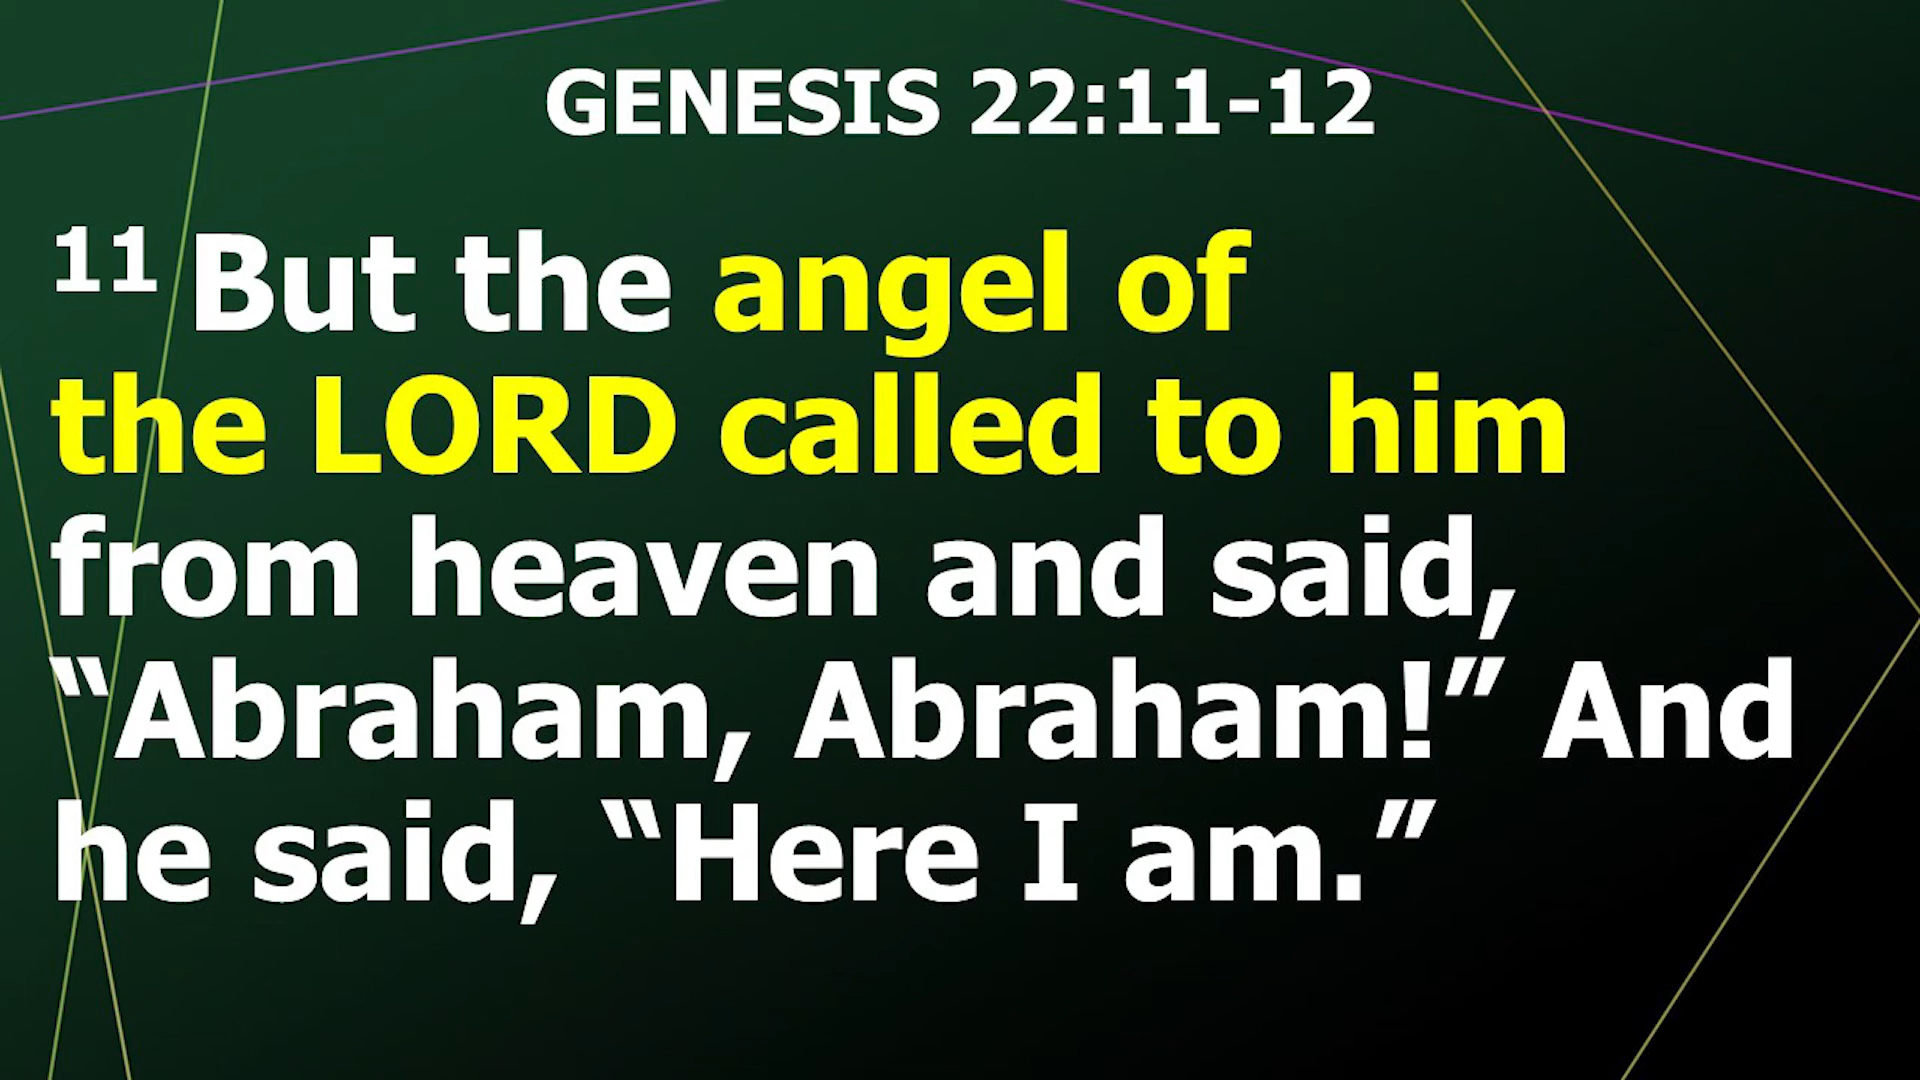 GENESIS 22:11-12
11 But the angel of
the LORD called to him
from heaven and said,
“Abraham, Abraham!” And
he said, “Here I am.”